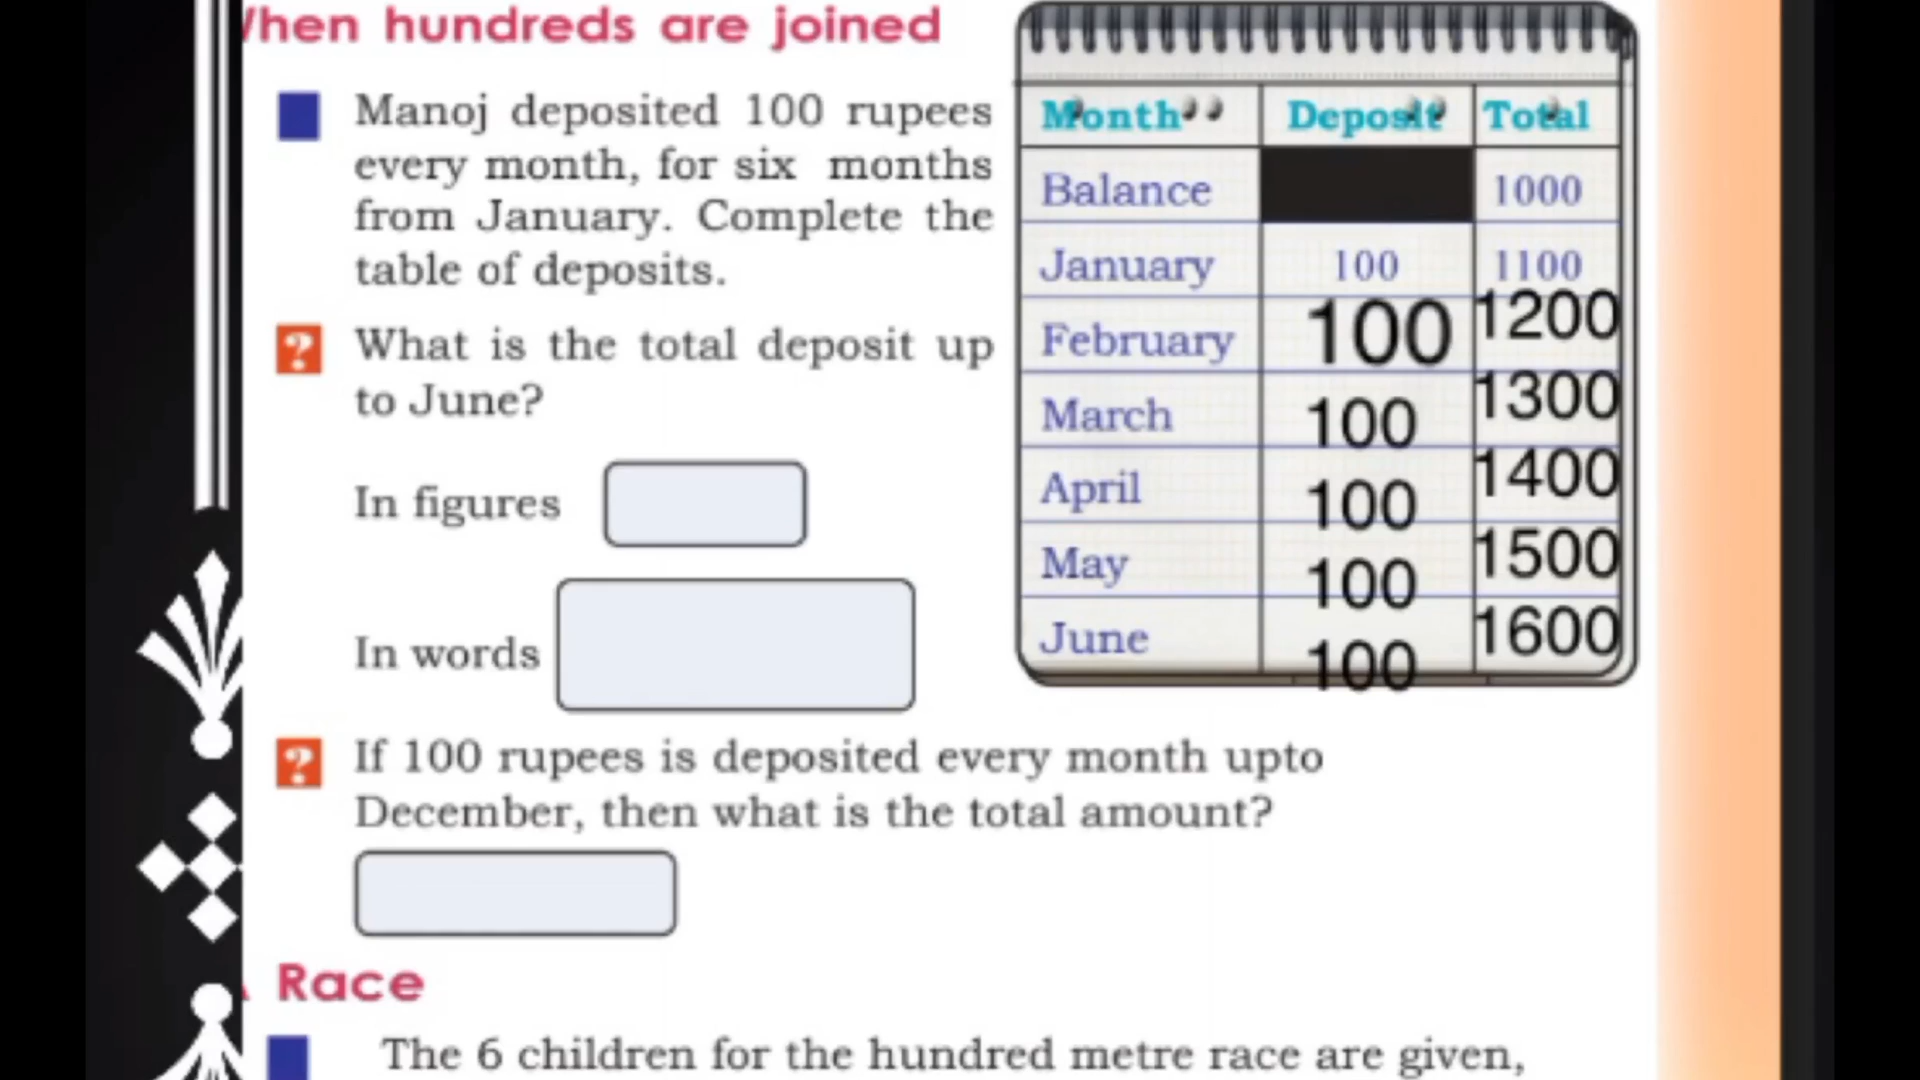 When hundreds are joined
Manoj deposited 100 rupees
every month, for six months
from January. Complete the
table of deposits.
What is the total deposit up
to June?
In figures
In words
Month Deposit Total
Balance 1000
January 100 1100
February 100 1200
March 100 1300
April 100 1400
May 100 1500
June 100 1600
If 100 rupees is deposited every month upto
December, then what is the total amount?
Race
The 6 children for the hundred metre race are given,